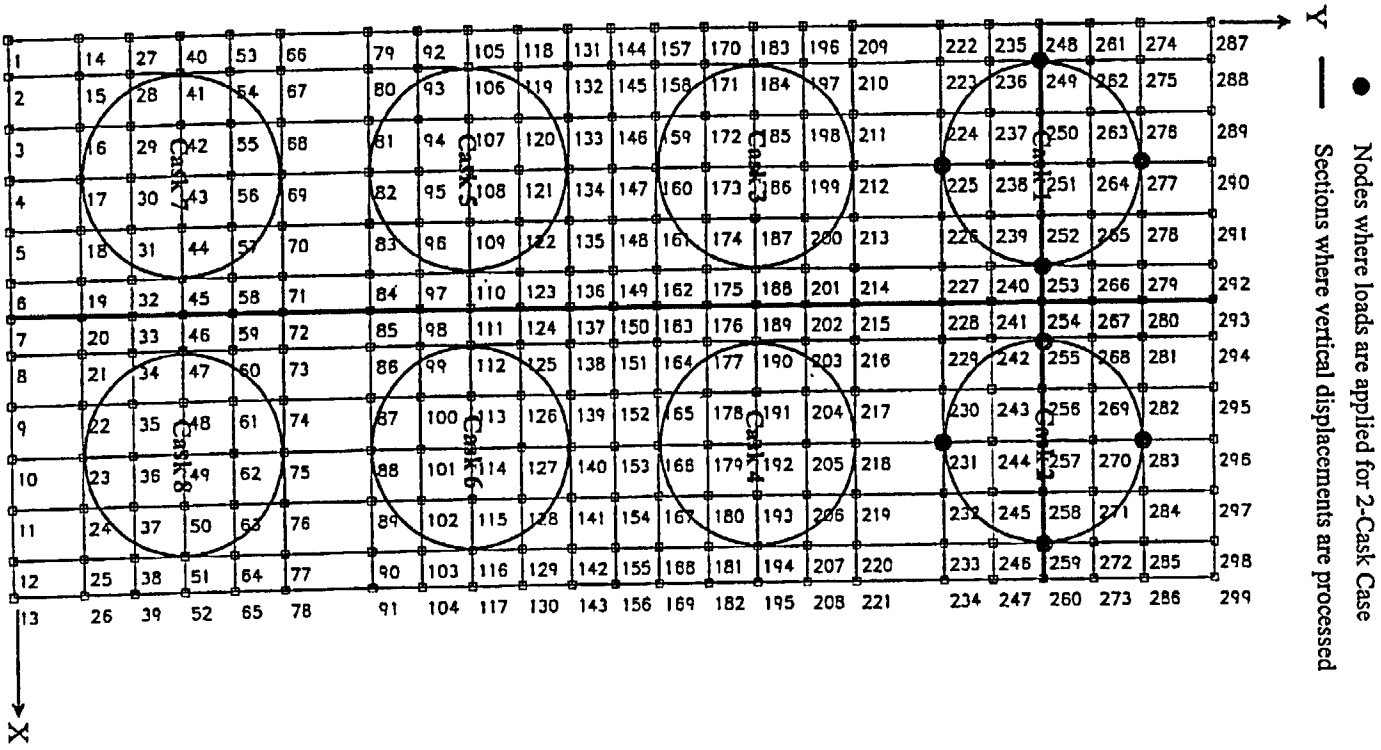 1 14 27 40 53 66 79 92 105 118 131 144 157 170 183 196 209 222 235 248 261 274 287
2 15 28 41 54 67 80 93 106 119 132 145 158 171 184 197 210 223 236 249 262 275 288
3 16 29 42 55 68 81 94 107 120 133 146 159 172 185 198 211 224 237 250 263 276 289
4 17 30 43 56 69 82 95 108 121 134 147 160 173 186 199 212 225 238 251 264 277 290
5 18 31 44 57 70 83 96 109 122 135 148 161 174 187 200 213 226 239 252 265 278 291
6 19 32 45 58 71 84 97 110 123 136 149 162 175 188 201 214 227 240 253 266 279 292
7 20 33 46 59 72 85 98 111 124 137 150 163 176 189 202 215 228 241 254 267 280 293
8 21 34 47 60 73 86 99 112 125 138 151 164 177 190 203 216 229 242 255 268 281 294
9 22 35 48 61 74 87 100 113 126 139 152 165 178 191 204 217 230 243 256 269 282 295
10 23 36 49 62 75 88 101 114 127 140 153 166 179 192 205 218 231 244 257 270 283 296
11 24 37 50 63 76 89 102 115 128 141 154 167 180 193 206 219 232 245 258 271 284 297
12 25 38 51 64 77 90 103 116 129 142 155 168 181 194 207 220 233 246 259 272 285 298
13 26 39 52 65 78 91 104 117 130 143 156 169 182 195 208 221 234 247 260 273 286 299
Cask 7
Cask 5
Cask 3
Cask 1
Cask 8
Cask 6
Cask 4
Cask 2
X
Y
Nodes where loads are applied for 2-Cask Case
Sections where vertical displacements are processed